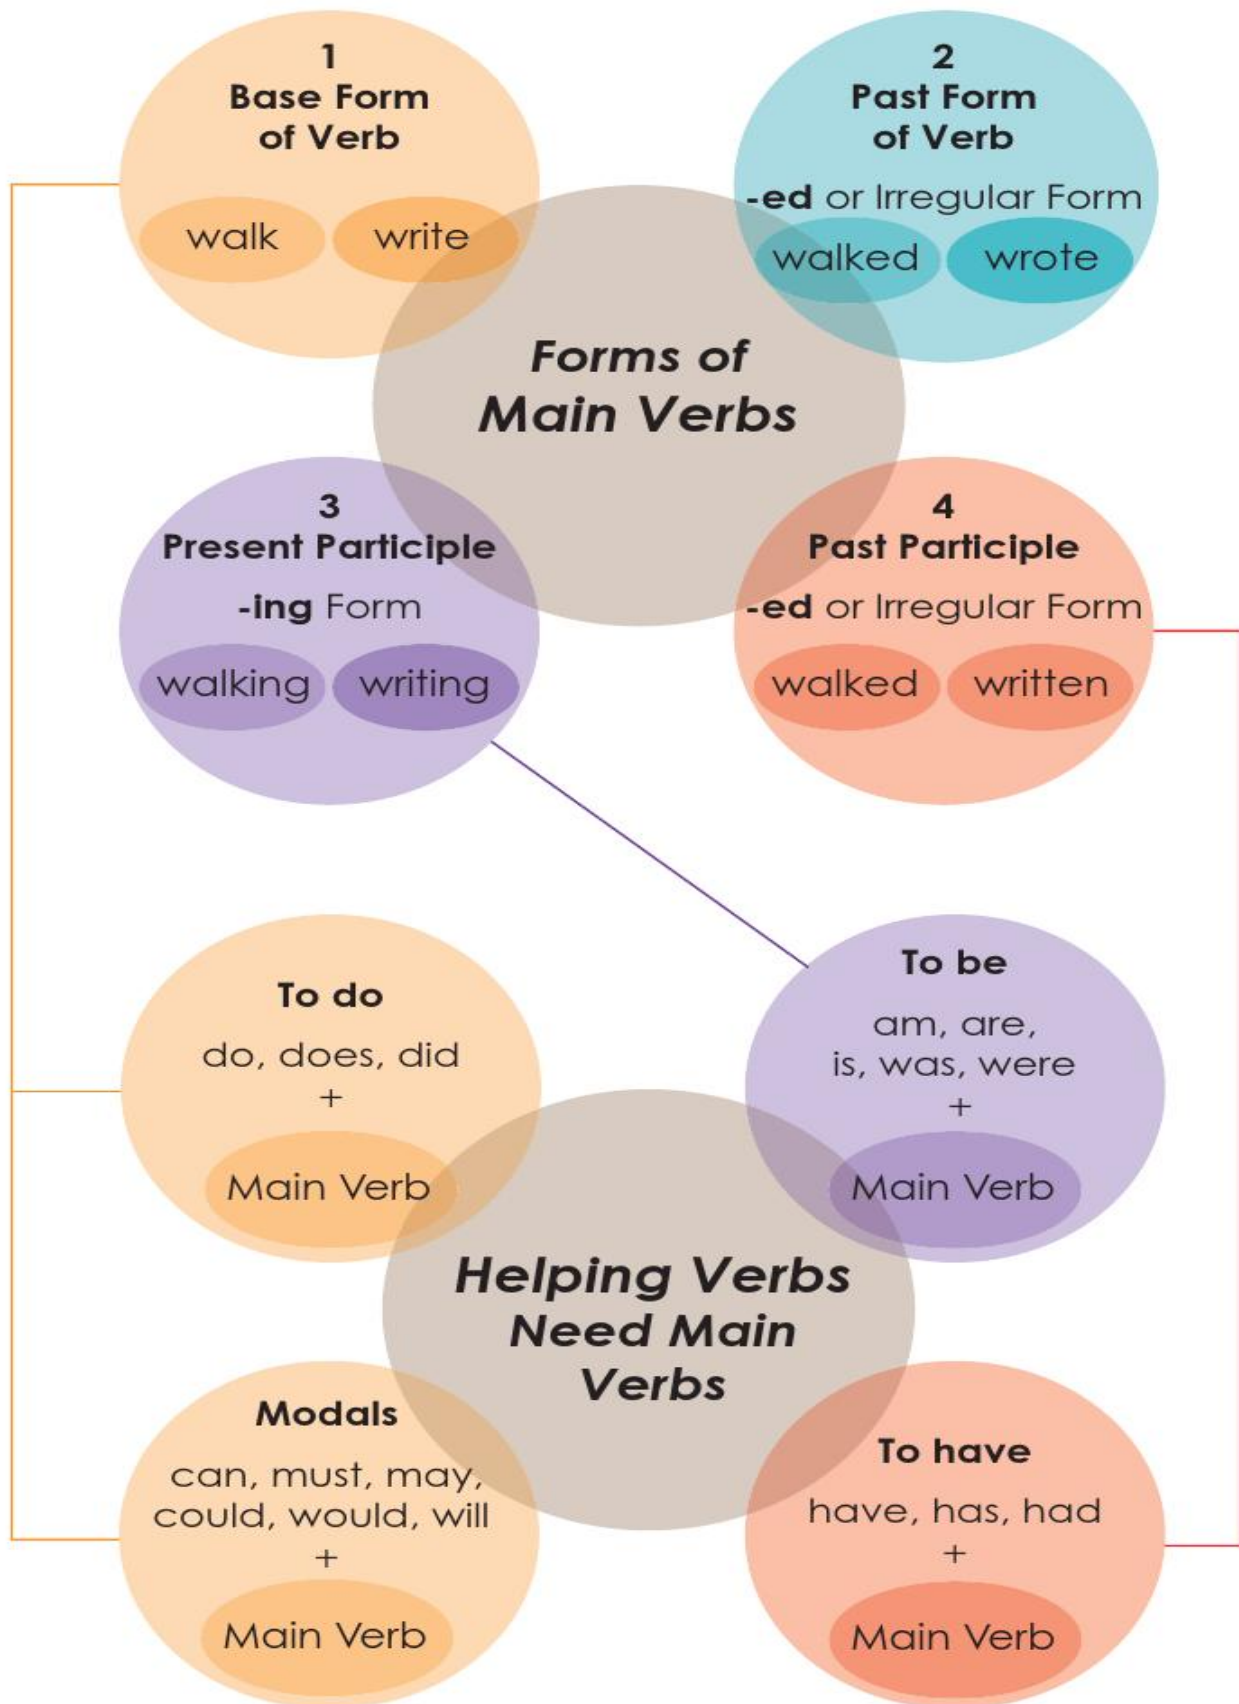 1
Base Form
of Verb
walk
write
2
Past Form
of Verb
-ed or Irregular Form
walked
wrote
Forms of
Main Verbs
3
Present Participle
-ing Form
walking
writing
4
Past Participle
-ed or Irregular Form
walked
written
To do
do, does, did
+
Main Verb
To be
am, are,
is, was, were
+
Main Verb
Helping Verbs
Need Main
Verbs
Modals
can, must, may,
could, would, will
+
Main Verb
To have
have, has, had
+
Main Verb